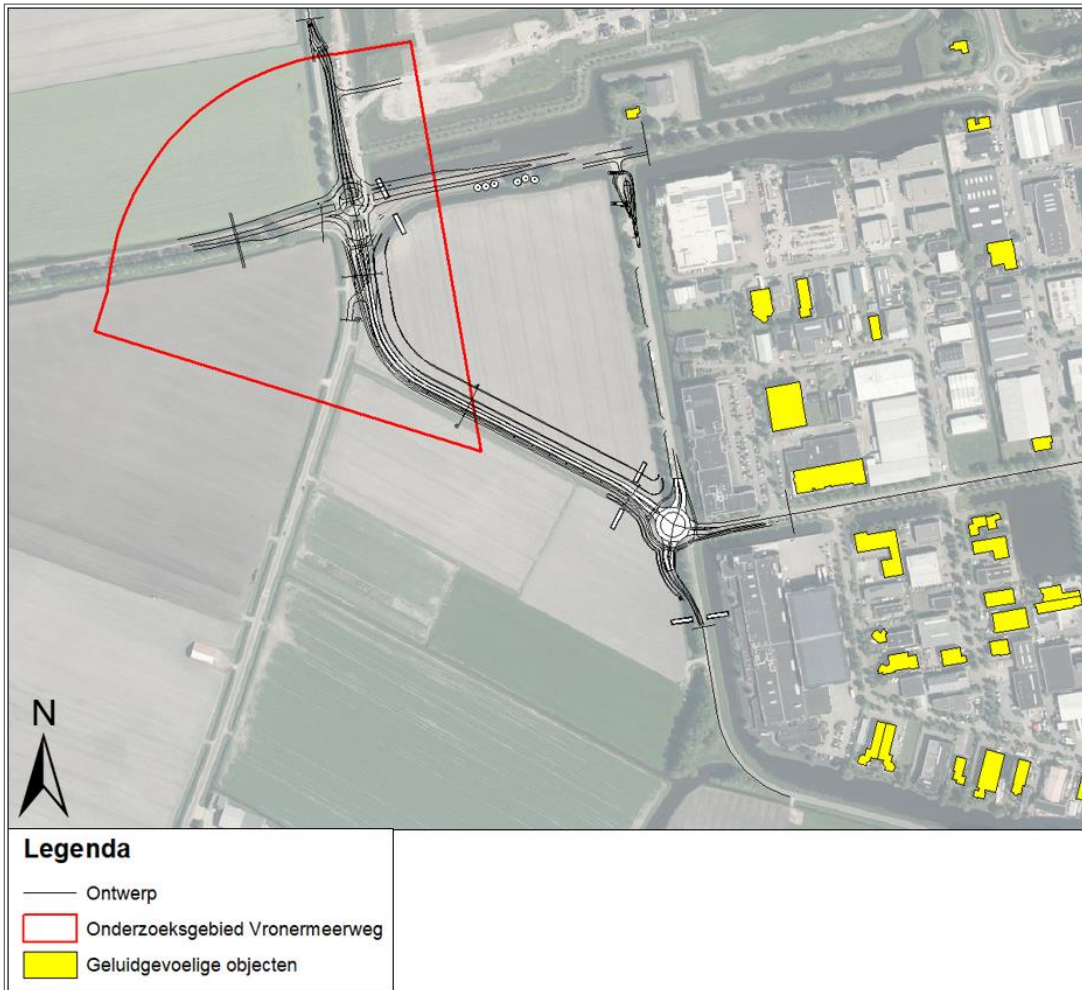 N
Legenda
Ontwerp
Onderzoeksgebied Vronermeerweg
Geluidgevoelige objecten